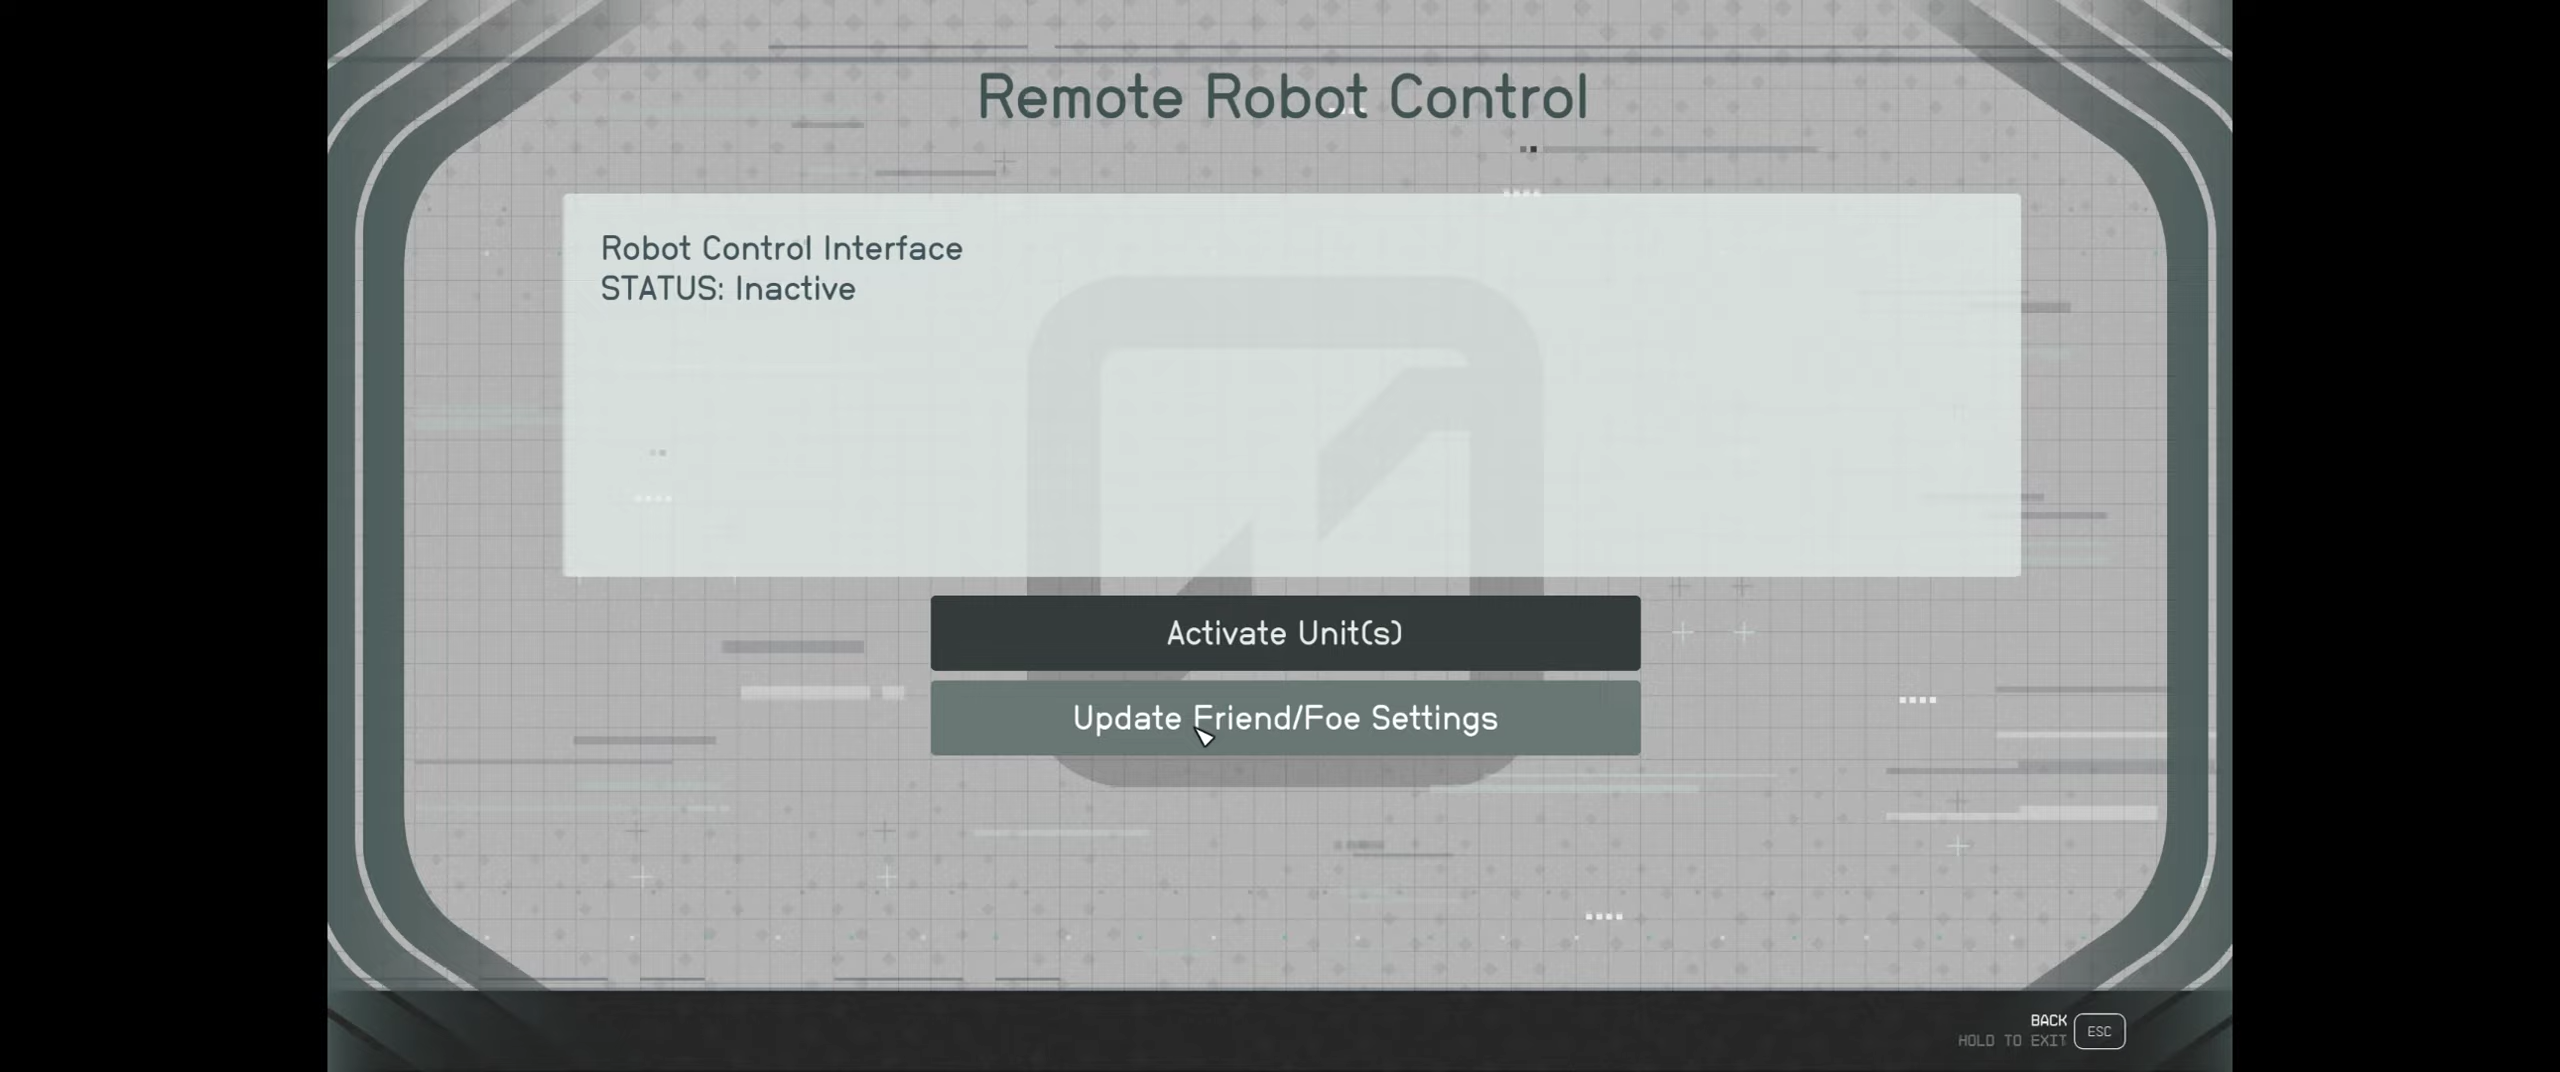 Remote Robot Control
Robot Control Interface
STATUS: Inactive
Activate Unit(s)
Update Friend/Foe Settings
BACK
HOLD TO EXIT
ESC